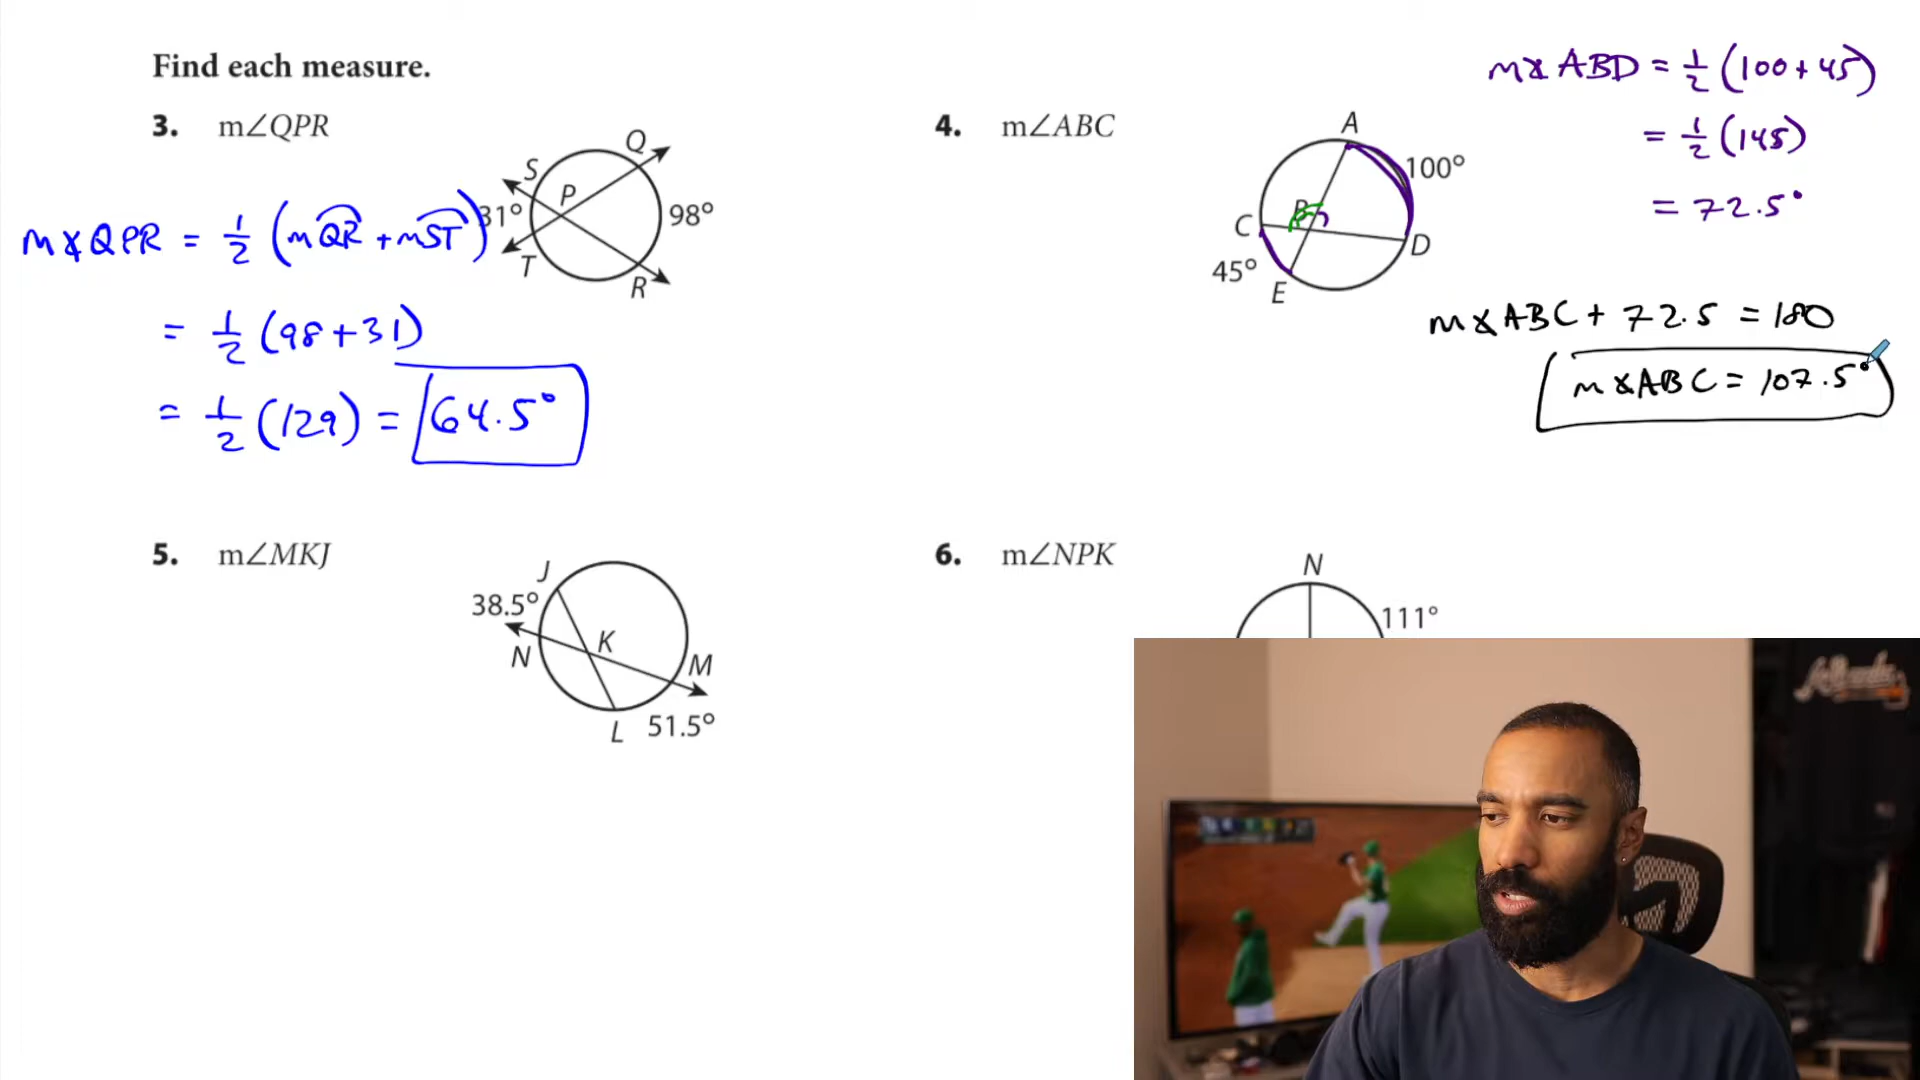 Find each measure.
3. m∠QPR
Q
S
P
31°
98°
T
R
m∡QPR = 1/2 (mQR + mST)
= 1/2 (98+31)
= 1/2 (129) = 64.5°
4. m∠ABC
A
100°
B
C
D
45°
E
m∡ABD = 1/2 (100+45)
= 1/2 (145)
= 72.5°
m∡ABC + 72.5 = 180
m∡ABC = 107.5°
5. m∠MKJ
J
38.5°
K
N
M
L 51.5°
6. m∠NPK
N
111°